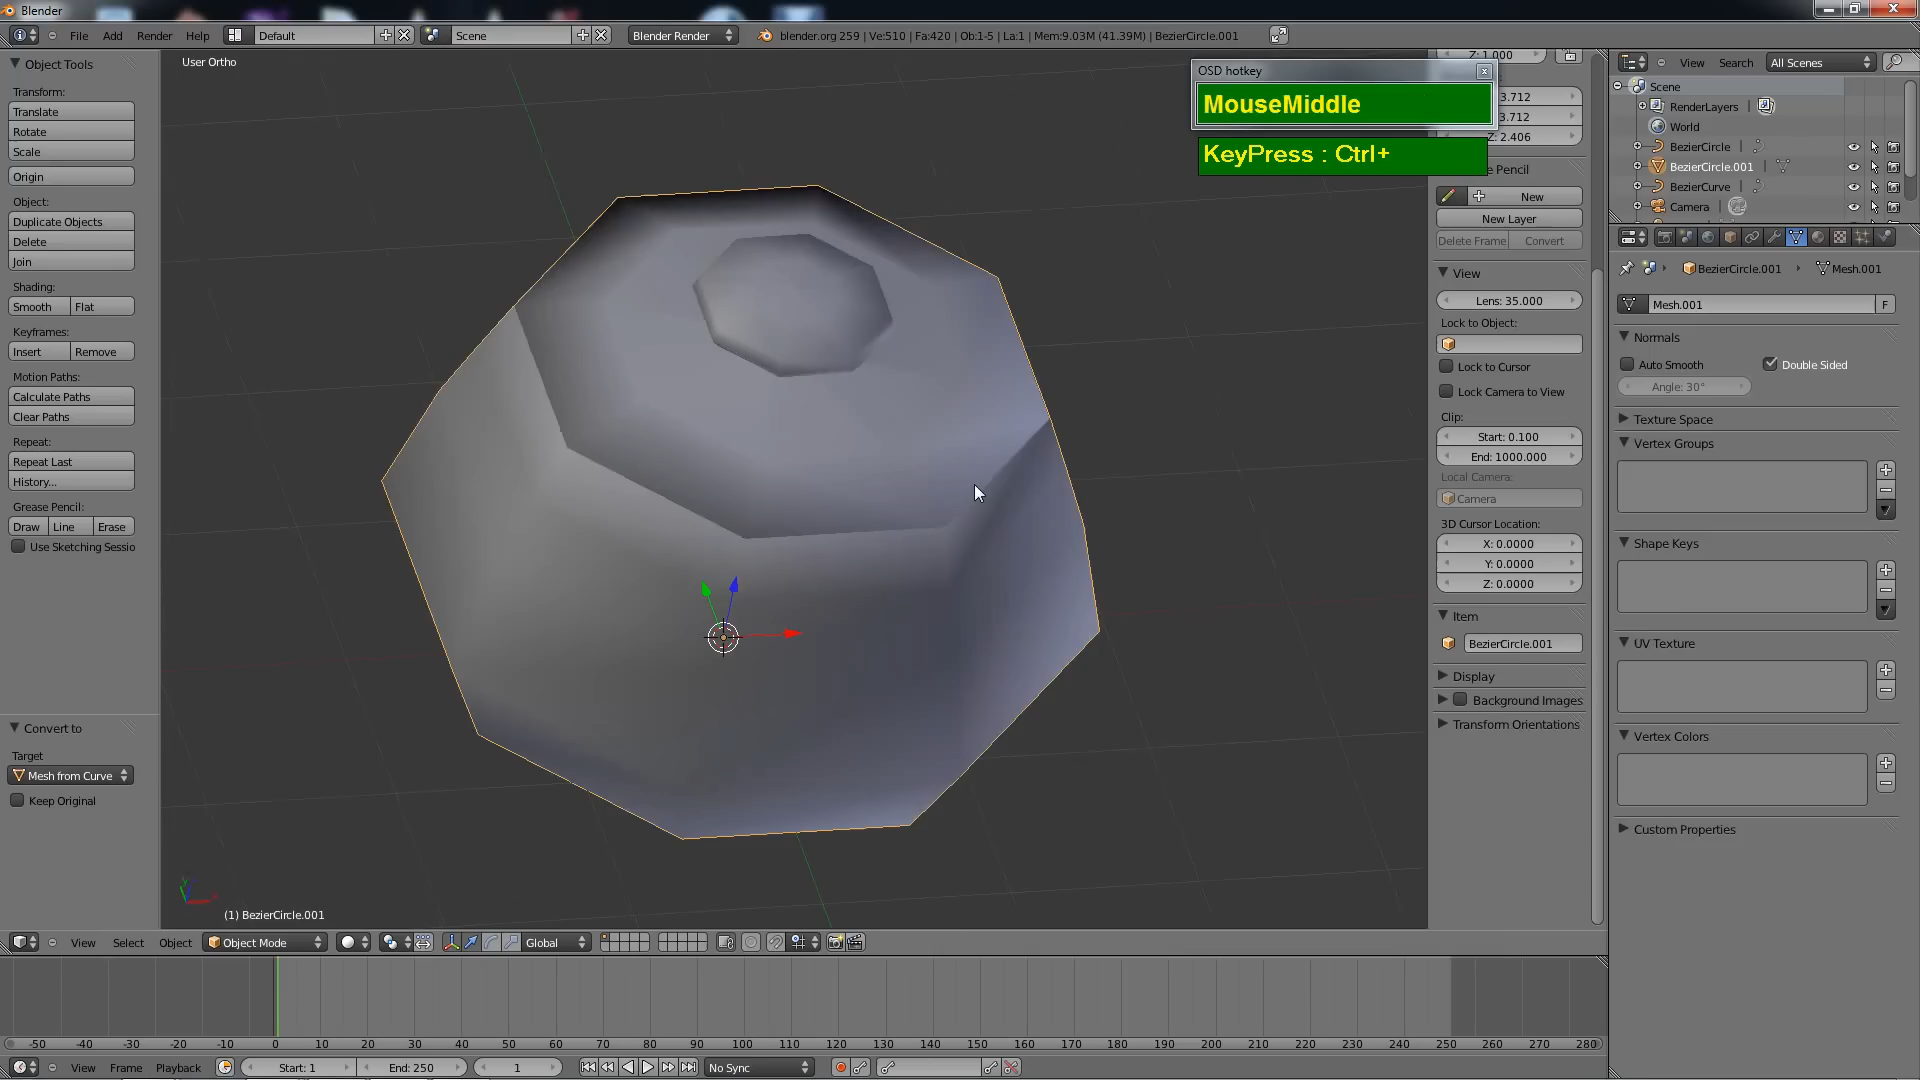 Blender
File Add Render Help Default Scene Blender Render blender.org 259 | Ve:510 | Fa:420 | Ob:1-5 | La:1 | Mem:9.03M (41.39M) | BezierCircle.001
Object Tools
Transform:
Translate
Rotate
Scale
Origin
Object:
Duplicate Objects
Delete
Join
Shading:
Smooth Flat
Keyframes:
Insert Remove
Motion Paths:
Calculate Paths
Clear Paths
Repeat:
Repeat Last
History...
Grease Pencil:
Draw Line Erase
Use Sketching Sessio
Convert to
Target
Mesh from Curve
Keep Original
User Ortho
(1) BezierCircle.001
OSD hotkey
MouseMiddle
KeyPress : Ctrl+
Z: 1.000
3.712
3.712
Z: 2.406
Pencil
New
New Layer
Delete Frame Convert
View
Lens: 35.000
Lock to Object:
Lock to Cursor
Lock Camera to View
Clip:
Start: 0.100
End: 1000.000
Local Camera:
Camera
3D Cursor Location:
X: 0.0000
Y: 0.0000
Z: 0.0000
Item
BezierCircle.001
Display
Background Images
Transform Orientations
View Search All Scenes
Scene
RenderLayers
World
BezierCircle
BezierCircle.001
BezierCurve
Camera
BezierCircle.001 Mesh.001
Mesh.001 F
Normals
Auto Smooth Double Sided
Angle: 30°
Texture Space
Vertex Groups
Shape Keys
UV Texture
Vertex Colors
Custom Properties
View Select Object Object Mode Global
-50 -40 -30 -20 -10 0 10 20 30 40 50 60 70 80 90 100 110 120 130 140 150 160 170 180 190 200 210 220 230 240 250 260 270 280
View Frame Playback Start: 1 End: 250 1 No Sync